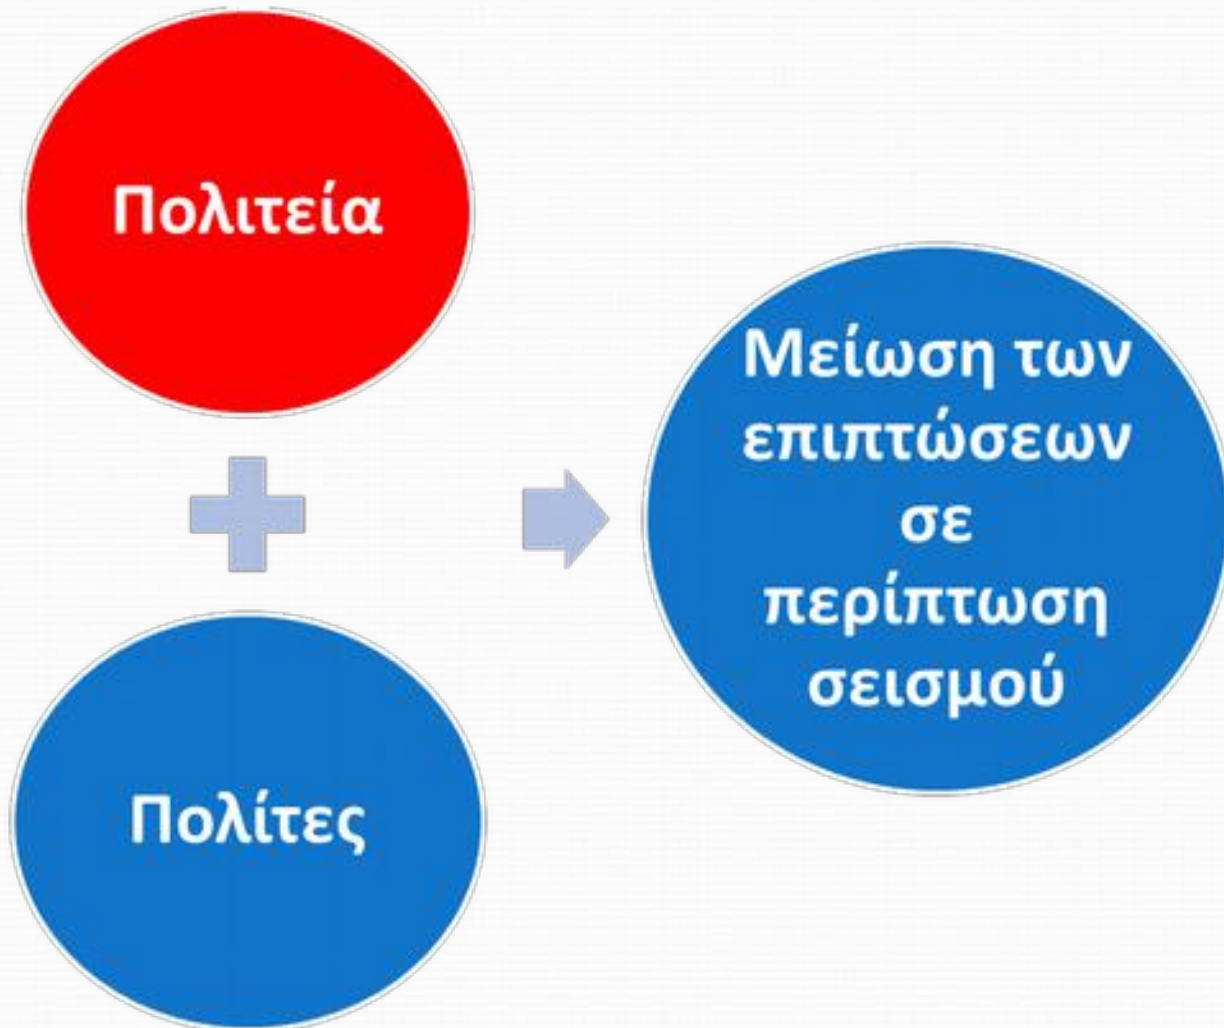 Πολιτεία
Πολίτες
Μείωση των
επιπτώσεων
σε
περίπτωση
σεισμού